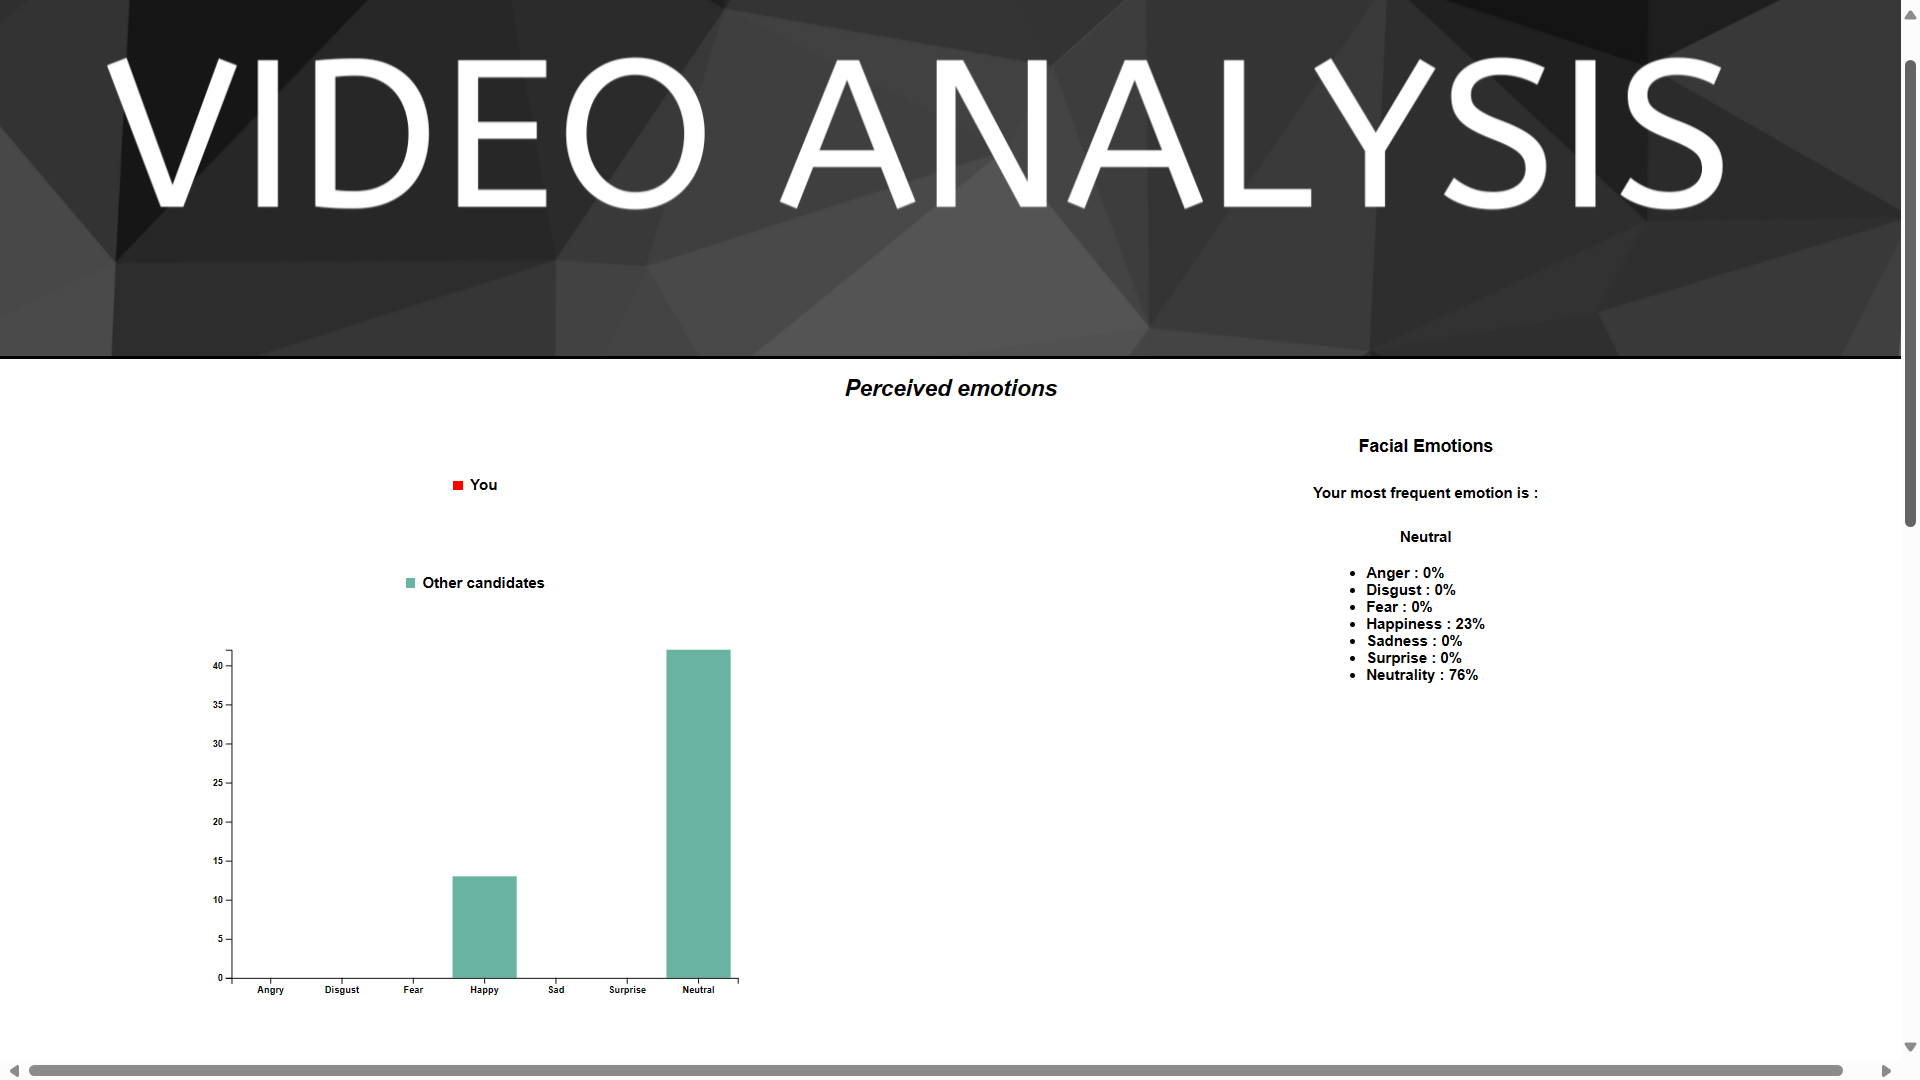 VIDEO ANALYSIS
Perceived emotions
You
Other candidates
40
35
30
25
20
15
10
5
0
Angry Disgust Fear Happy Sad Surprise Neutral
Facial Emotions
Your most frequent emotion is :
Neutral
• Anger : 0%
• Disgust : 0%
• Fear : 0%
• Happiness : 23%
• Sadness : 0%
• Surprise : 0%
• Neutrality : 76%